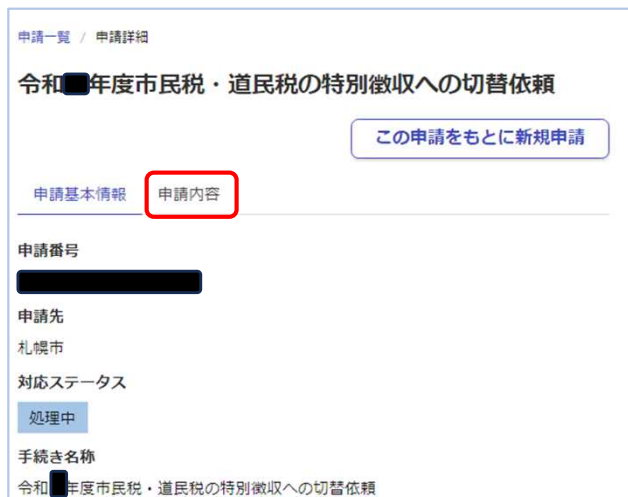 申請一覧 / 申請詳細
令和 年度市民税・道民税の特別徴収への切替依頼
この申請をもとに新規申請
申請基本情報 申請内容
申請番号
申請先
札幌市
対応ステータス
処理中
手続き名称
令和 年度市民税・道民税の特別徴収への切替依頼